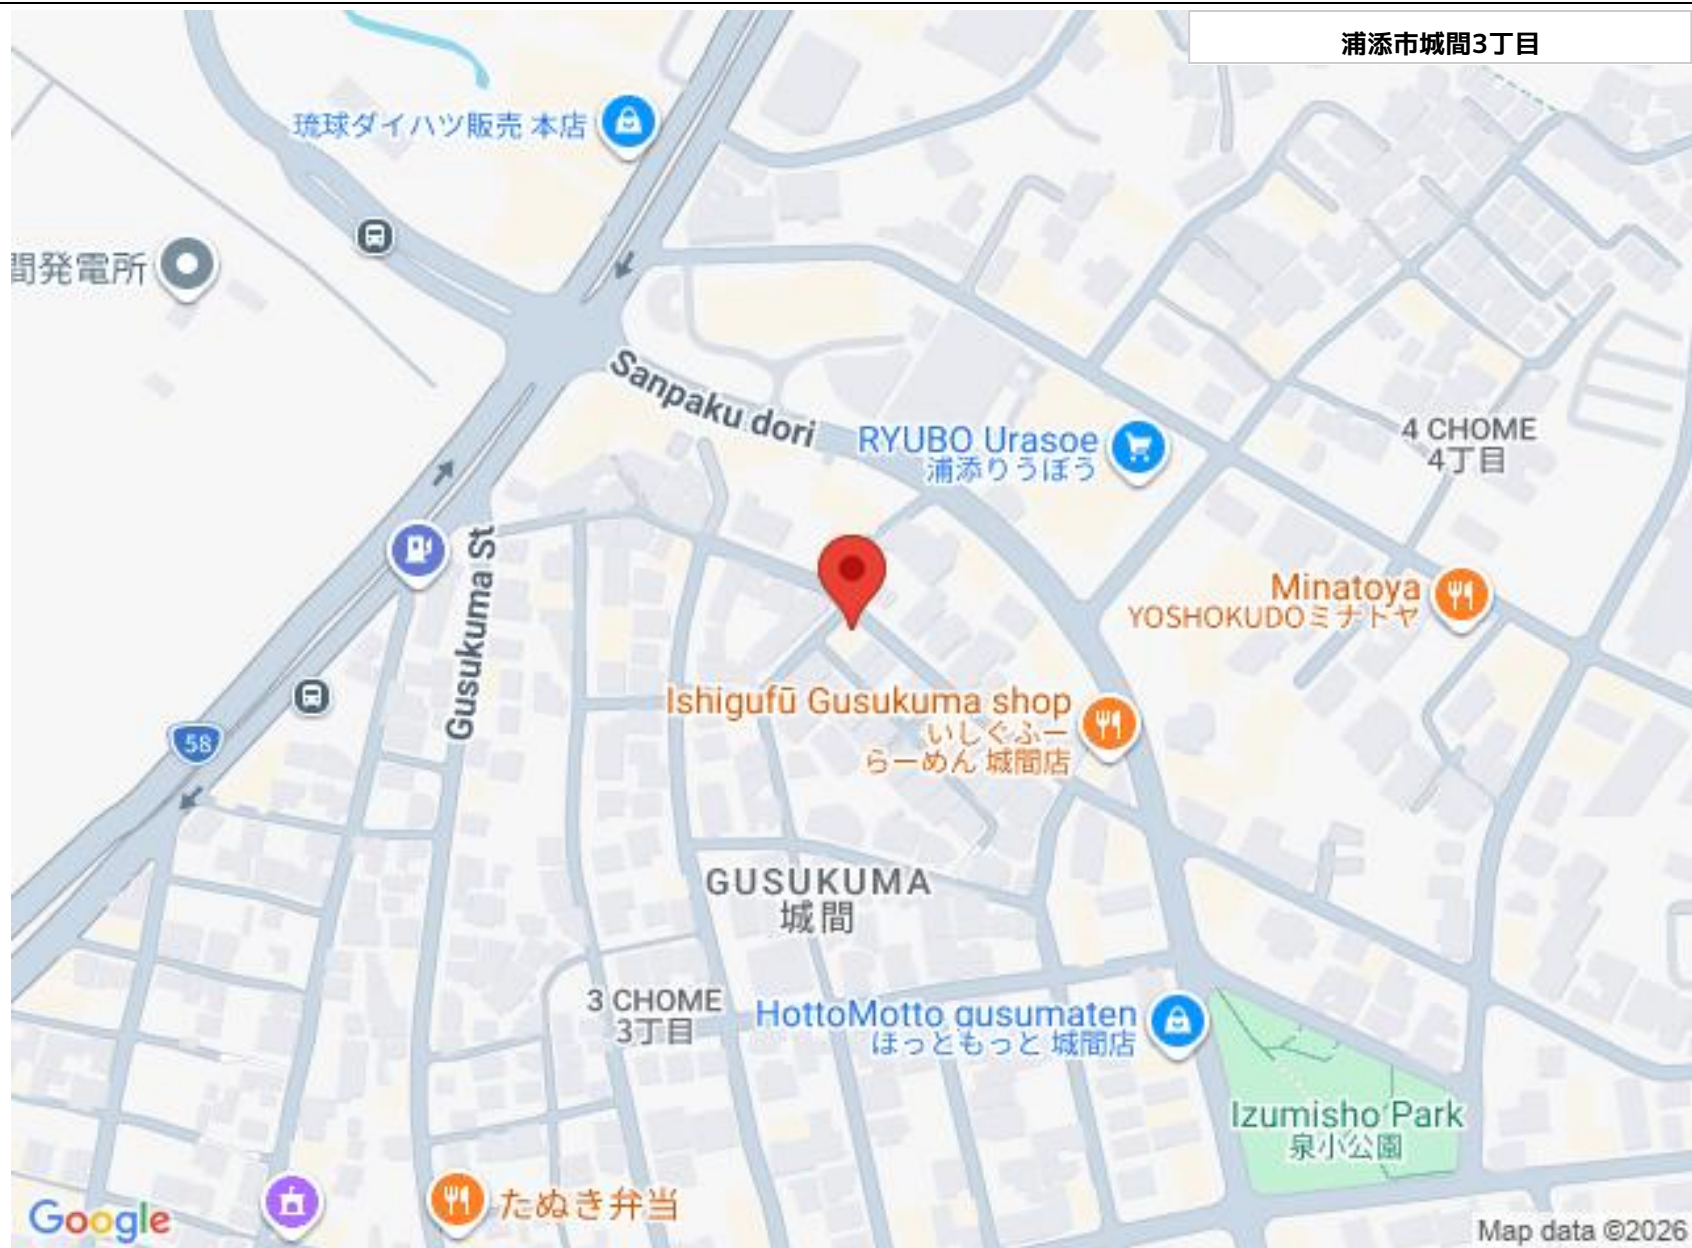 浦添市城間3丁目
琉球ダイハツ販売 本店
間発電所
Sanpaku dori
RYUBO Urasoe
浦添りうぼう
4 CHOME
4丁目
Gusukuma St
Minatoya
YOSHOKUDOミナトヤ
Ishigufū Gusukuma shop
いしぐふー
らーめん 城間店
58
GUSUKUMA
城間
3 CHOME
3丁目
HottoMotto gusumaten
ほっともっと 城間店
Izumisho Park
泉小公園
たぬき弁当
Google
Map data ©2026